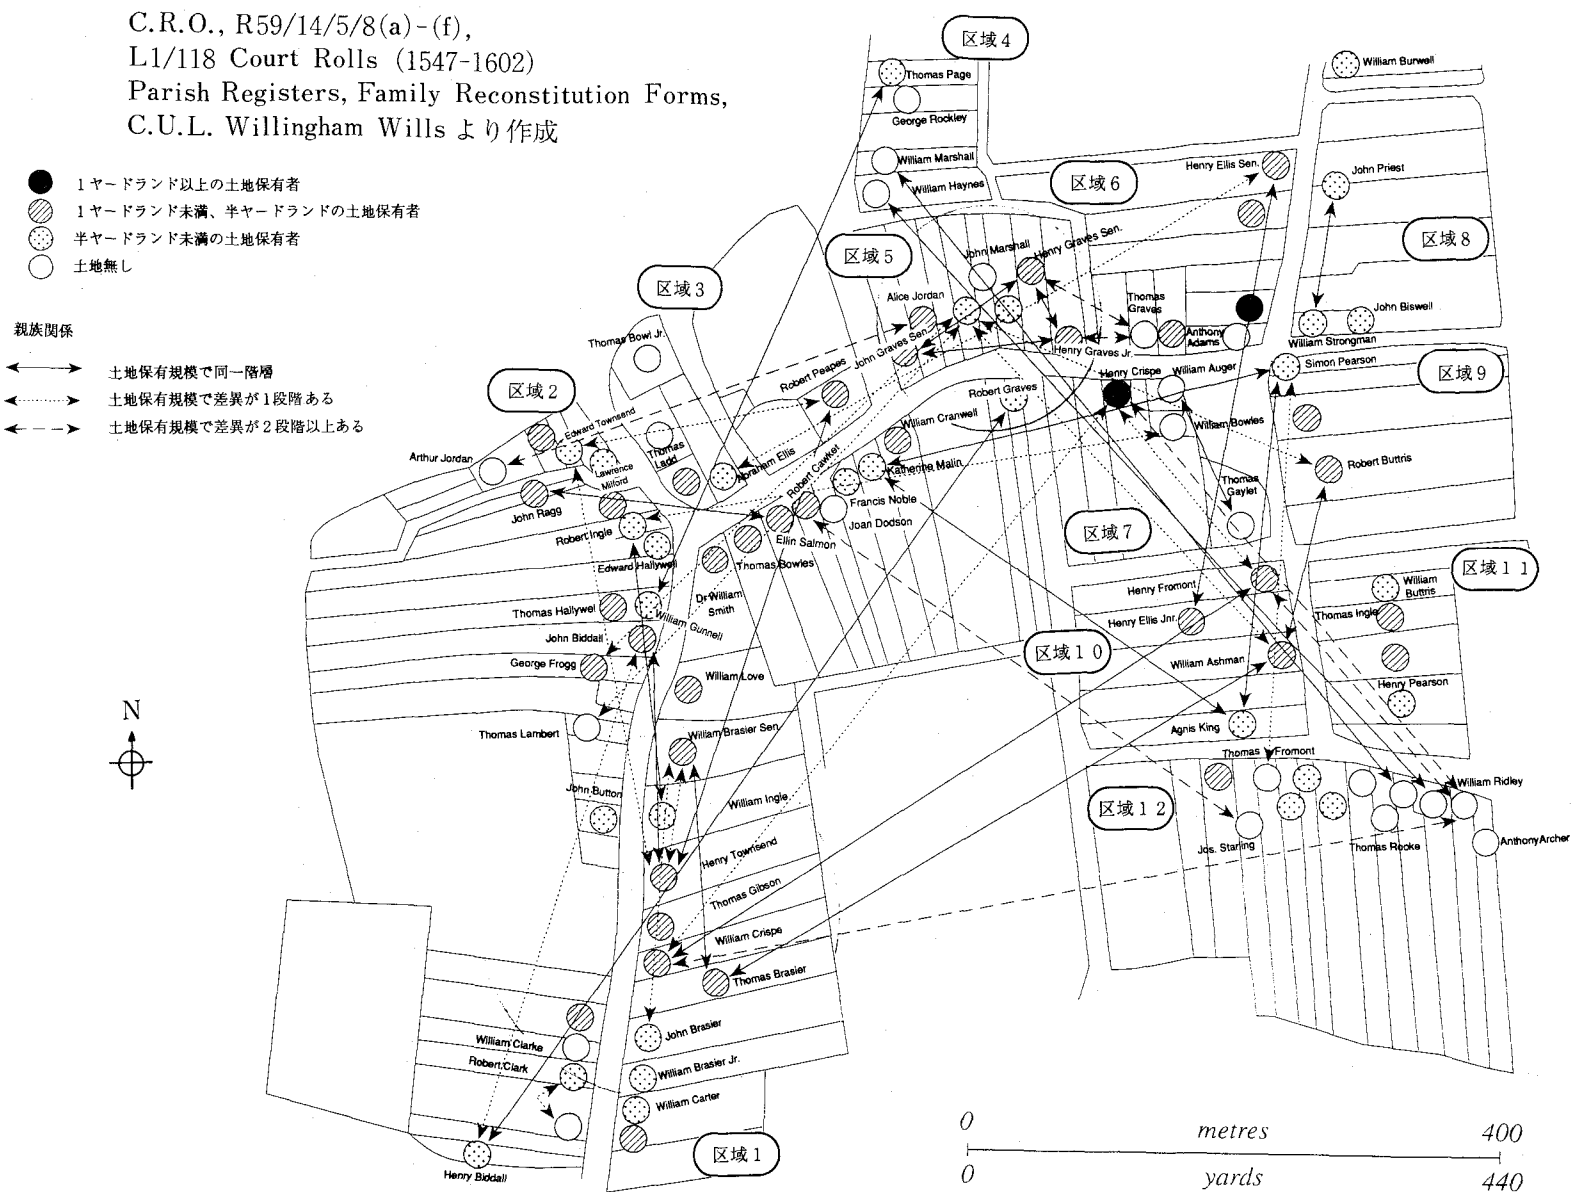 C.R.O., R59/14/5/8(a)-(f),
L1/118 Court Rolls (1547-1602)
Parish Registers, Family Reconstitution Forms,
C.U.L. Willingham Wills より作成
1ヤードランド以上の土地保有者
1ヤードランド未満、半ヤードランドの土地保有者
半ヤードランド未満の土地保有者
土地無し
親族関係
土地保有規模で同一階層
土地保有規模で差異が1段階ある
土地保有規模で差異が2段階以上ある
N
区域4
Thomas Page
George Rockley
William Marshall
William Haynes
William Burwell
区域6
Henry Ellis Sen.
John Priest
区域8
区域5
John Marshall
Henry Graves Sen.
Alice Jordan
John Graves Sen.
Thomas
Graves
Henry Graves Jr.
Anthony
Adams
John Biswell
William Strongman
区域3
Thomas Bowl Jr.
Robert Peapes
Simon Pearson
区域9
Henry Crispe
William Auger
Robert Graves
William Cranwell
William Bowles
Robert Buttris
区域2
Edward Townsend
Arthur Jordan
Lawrence
Milford
Thomas
Ladd
Abraham Ellis
Robert Cawket
Katherine Malin
Francis Noble
Joan Dodson
Ellin Salmon
Thomas Bowles
John Ragg
Robert Ingle
Edward Hallywell
Thomas
Gaylet
区域7
Dr William
Smith
Thomas Hallywel
William Gunnell
John Biddall
George Frogg
William Love
Thomas Lambert
区域11
Henry Fromont
William
Buttris
Henry Ellis Jnr.
Thomas Ingle
区域10
William Ashman
Henry Pearson
Agnis King
William Brasier Sen.
John Button
William Ingle
Henry Townsend
Thomas Gibson
William Crispe
Thomas Brasier
John Brasier
William Brasier Jr.
William Carter
William Clarke
Robert Clark
Henry Biddall
区域1
Thomas Fromont
区域12
William Ridley
Jos. Starling
Thomas Rooke
Anthony Archer
0 metres 400
0 yards 440